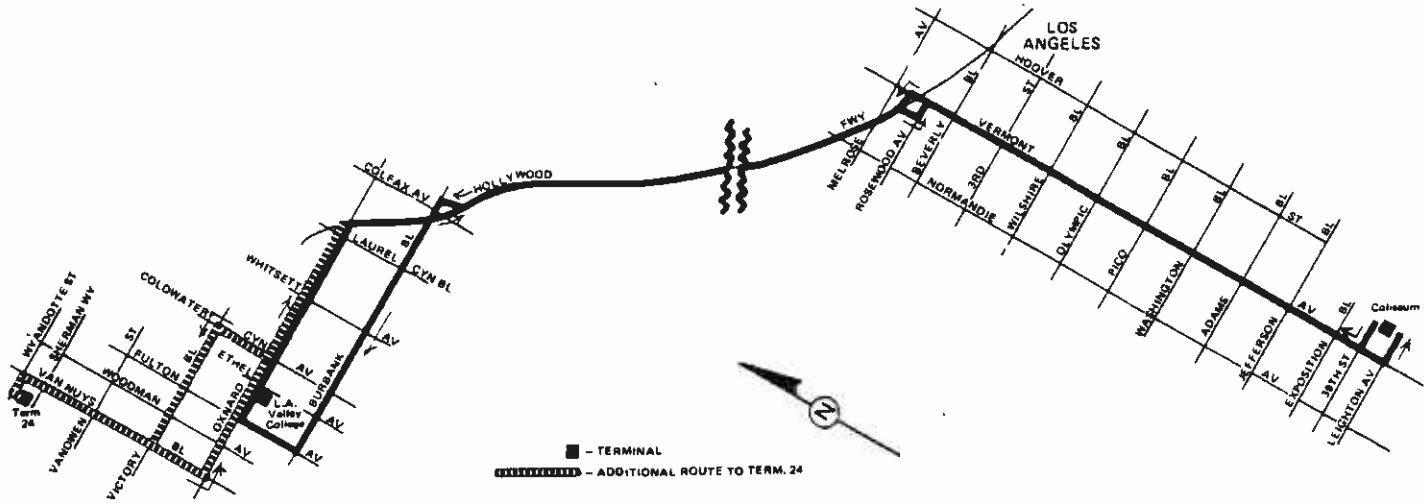 LOS
ANGELES
AV
BL
HOOVER
ST
BL
BL
BL
BL
BL
ST
BL
FWY
VERMONT
AV
MELROSE
ROSEWOOD AV
BEVERLY
NORMANDIE
AV
3RD
WILSHIRE
OLYMPIC
PICO
WASHINGTON
ADAMS
JEFFERSON
EXPOSITION
BL
39TH ST
LEIGHTON AV
Coliseum
HOLLYWOOD
COLFAX AV
BL
LAUREL
CYN BL
WHITSETT
AV
COLDWATER
CYN
AV
ETHEL
AV
BURBANK
WYANDOTTE ST
SHERMAN WY
ST
FULTON
BL
WOODMAN
AV
VAN NUYS
BL
OXNARD
VANOWEN
VICTORY
Term
24
L.A.
Valley
College
N
– TERMINAL
– ADDITIONAL ROUTE TO TERM. 24